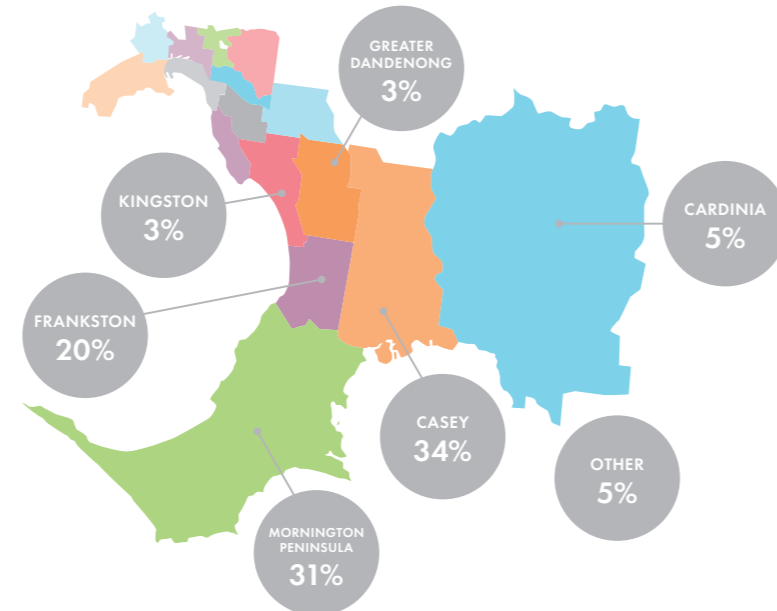 GREATER
DANDENONG
3%
KINGSTON
3%
CARDINIA
5%
FRANKSTON
20%
CASEY
34%
OTHER
5%
MORNINGTON
PENINSULA
31%